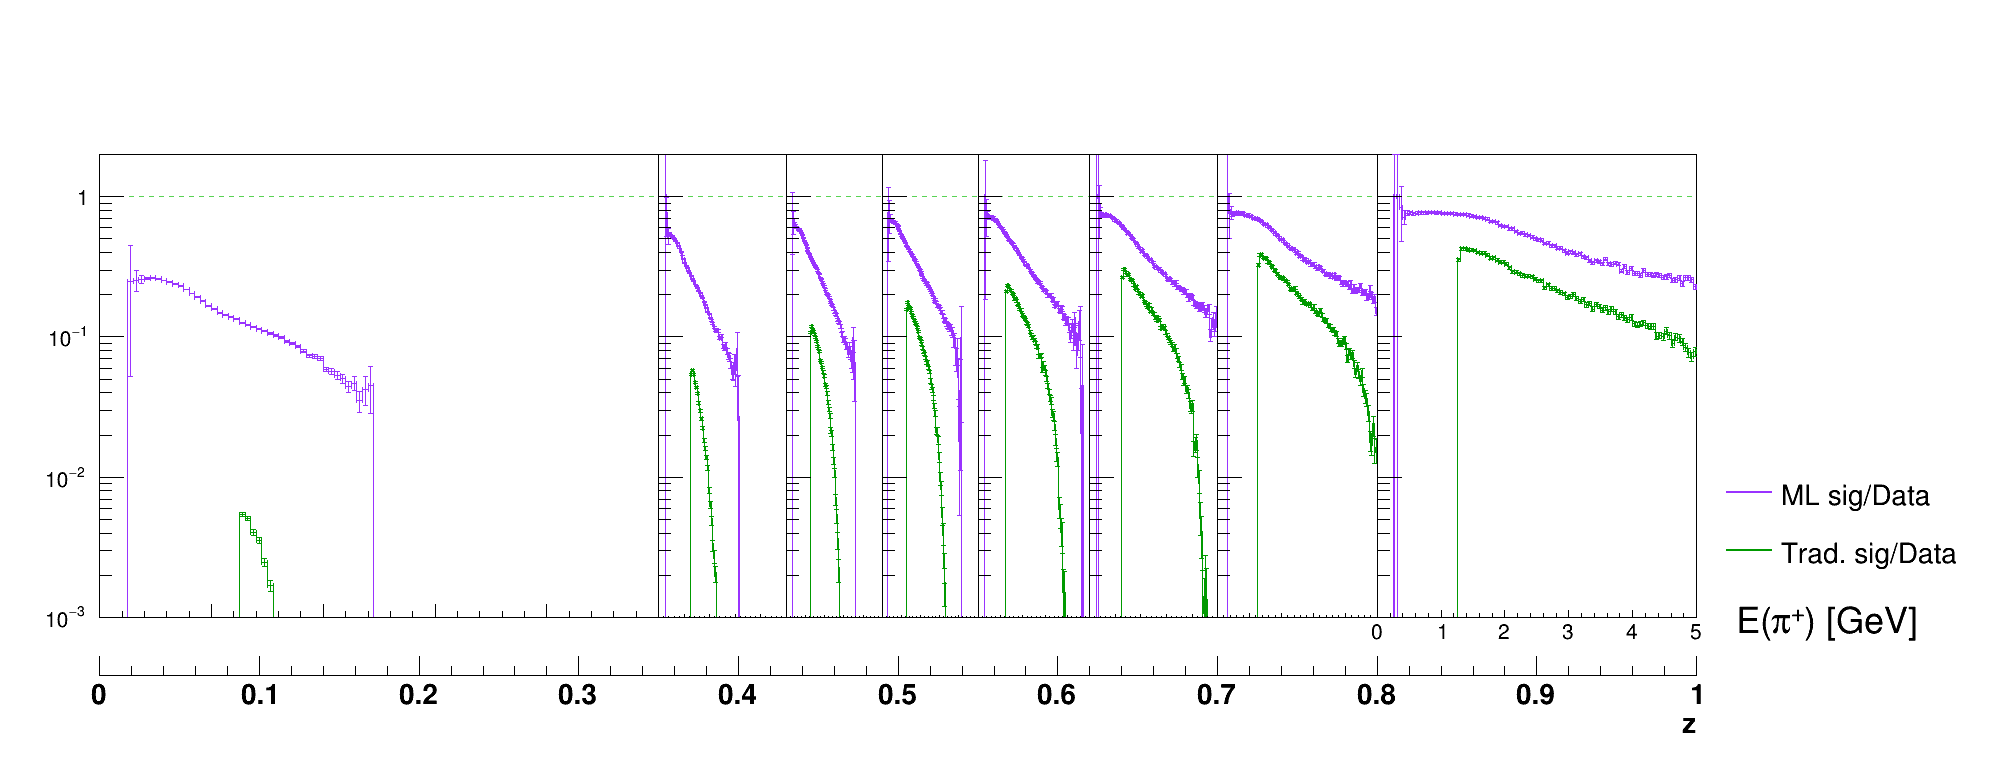 1
10⁻¹
10⁻²
10⁻³
ML sig/Data
Trad. sig/Data
E(π⁺) [GeV]
0 1 2 3 4 5
0 0.1 0.2 0.3 0.4 0.5 0.6 0.7 0.8 0.9 1
z